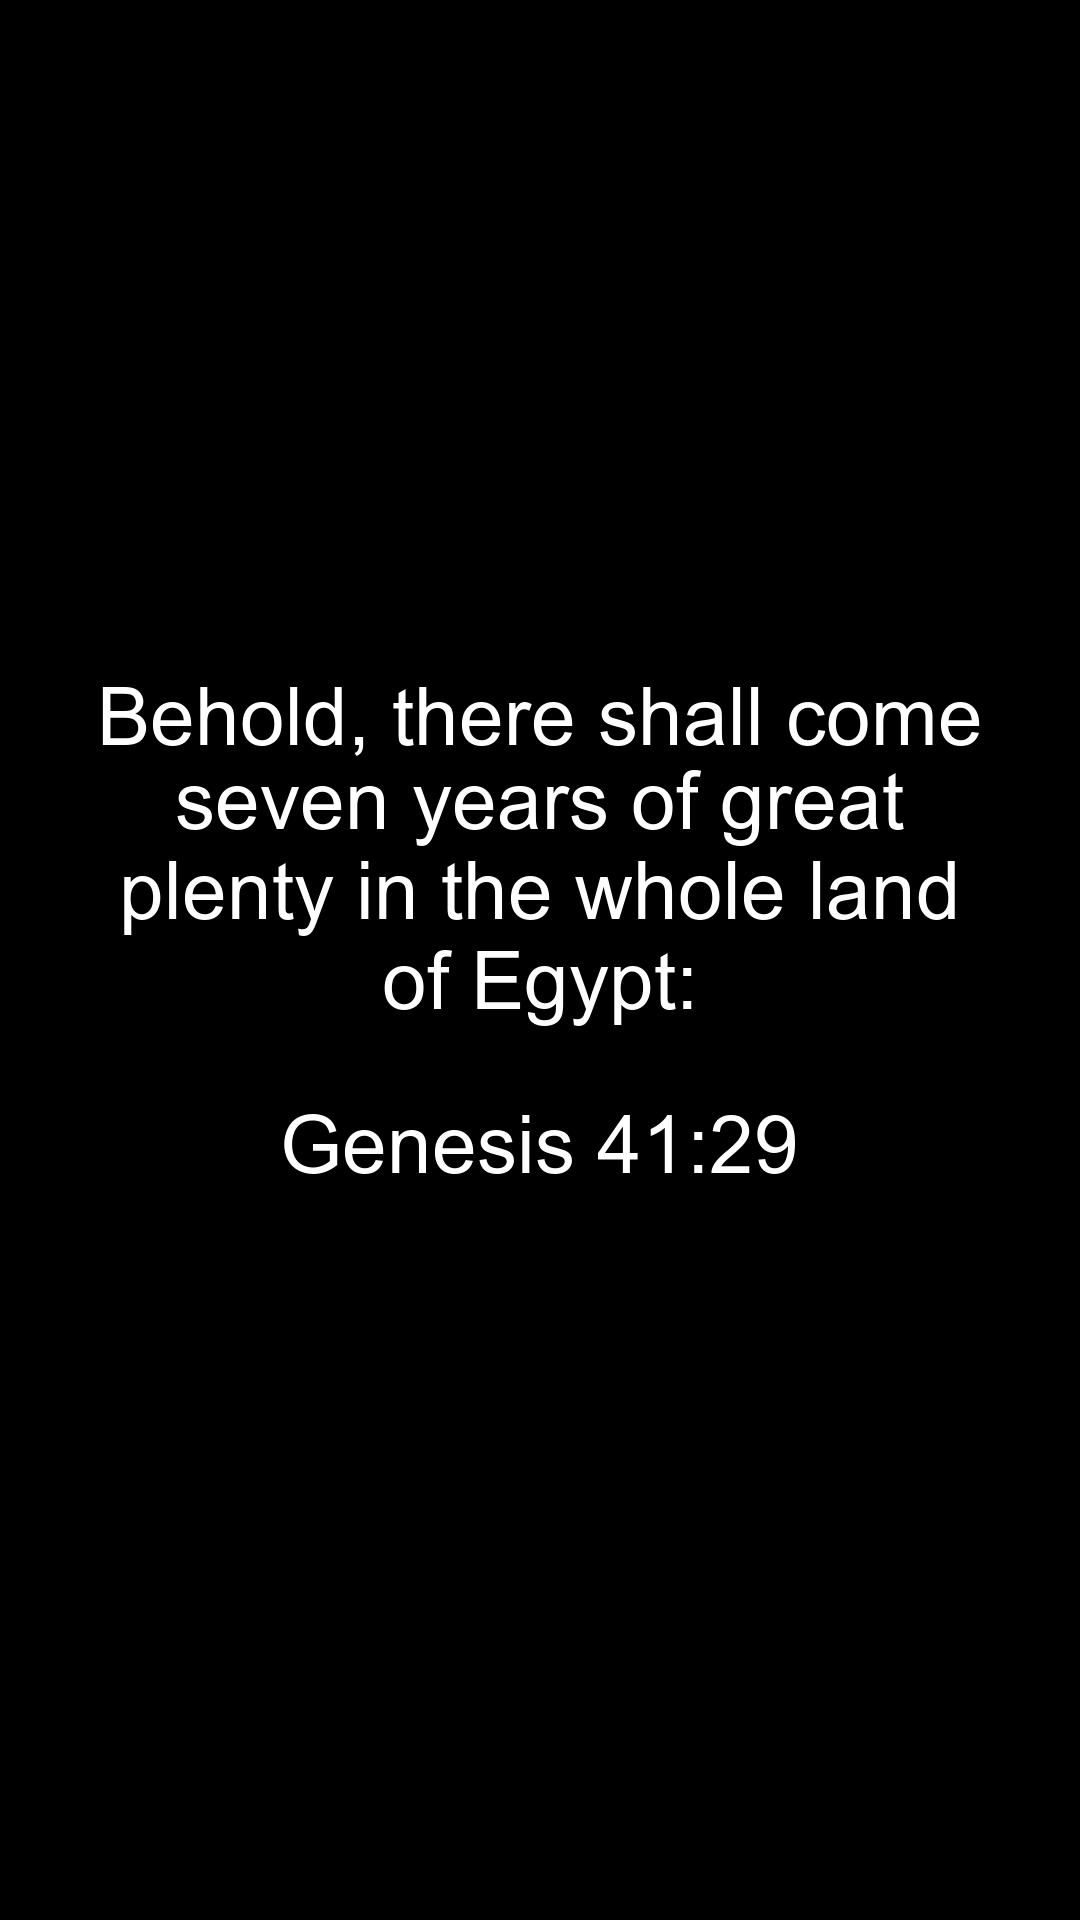 Behold, there shall come
seven years of great
plenty in the whole land
of Egypt:
Genesis 41:29